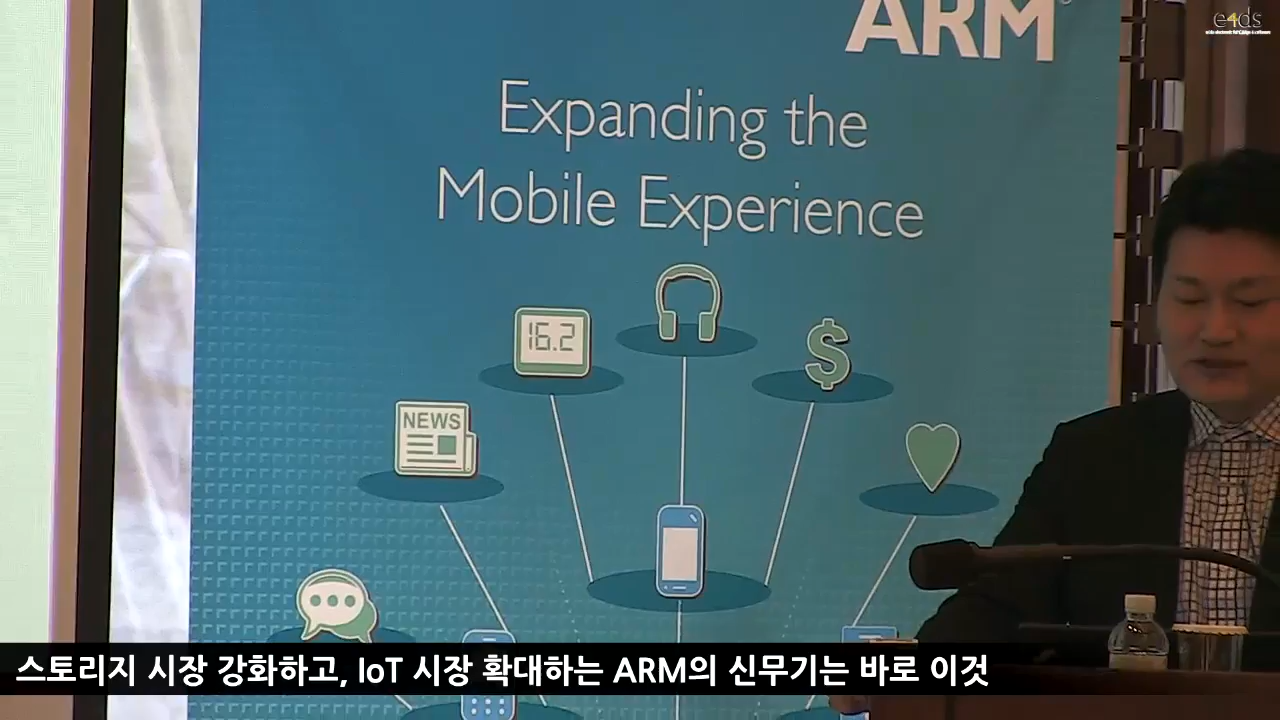 ARM
e4ds
Expanding the
Mobile Experience
16.2
NEWS
$
스토리지 시장 강화하고, IoT 시장 확대하는 ARM의 신무기는 바로 이것